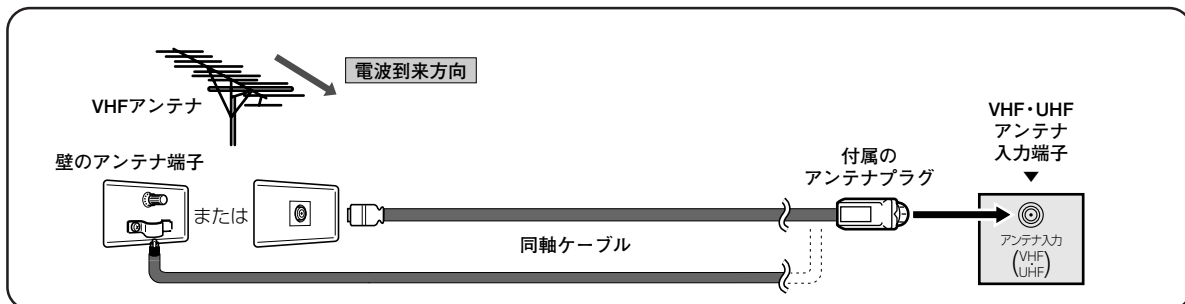 電波到来方向
VHFアンテナ
壁のアンテナ端子
または
同軸ケーブル
付属の
アンテナプラグ
VHF・UHF
アンテナ
入力端子
アンテナ入力
(VHF・UHF)